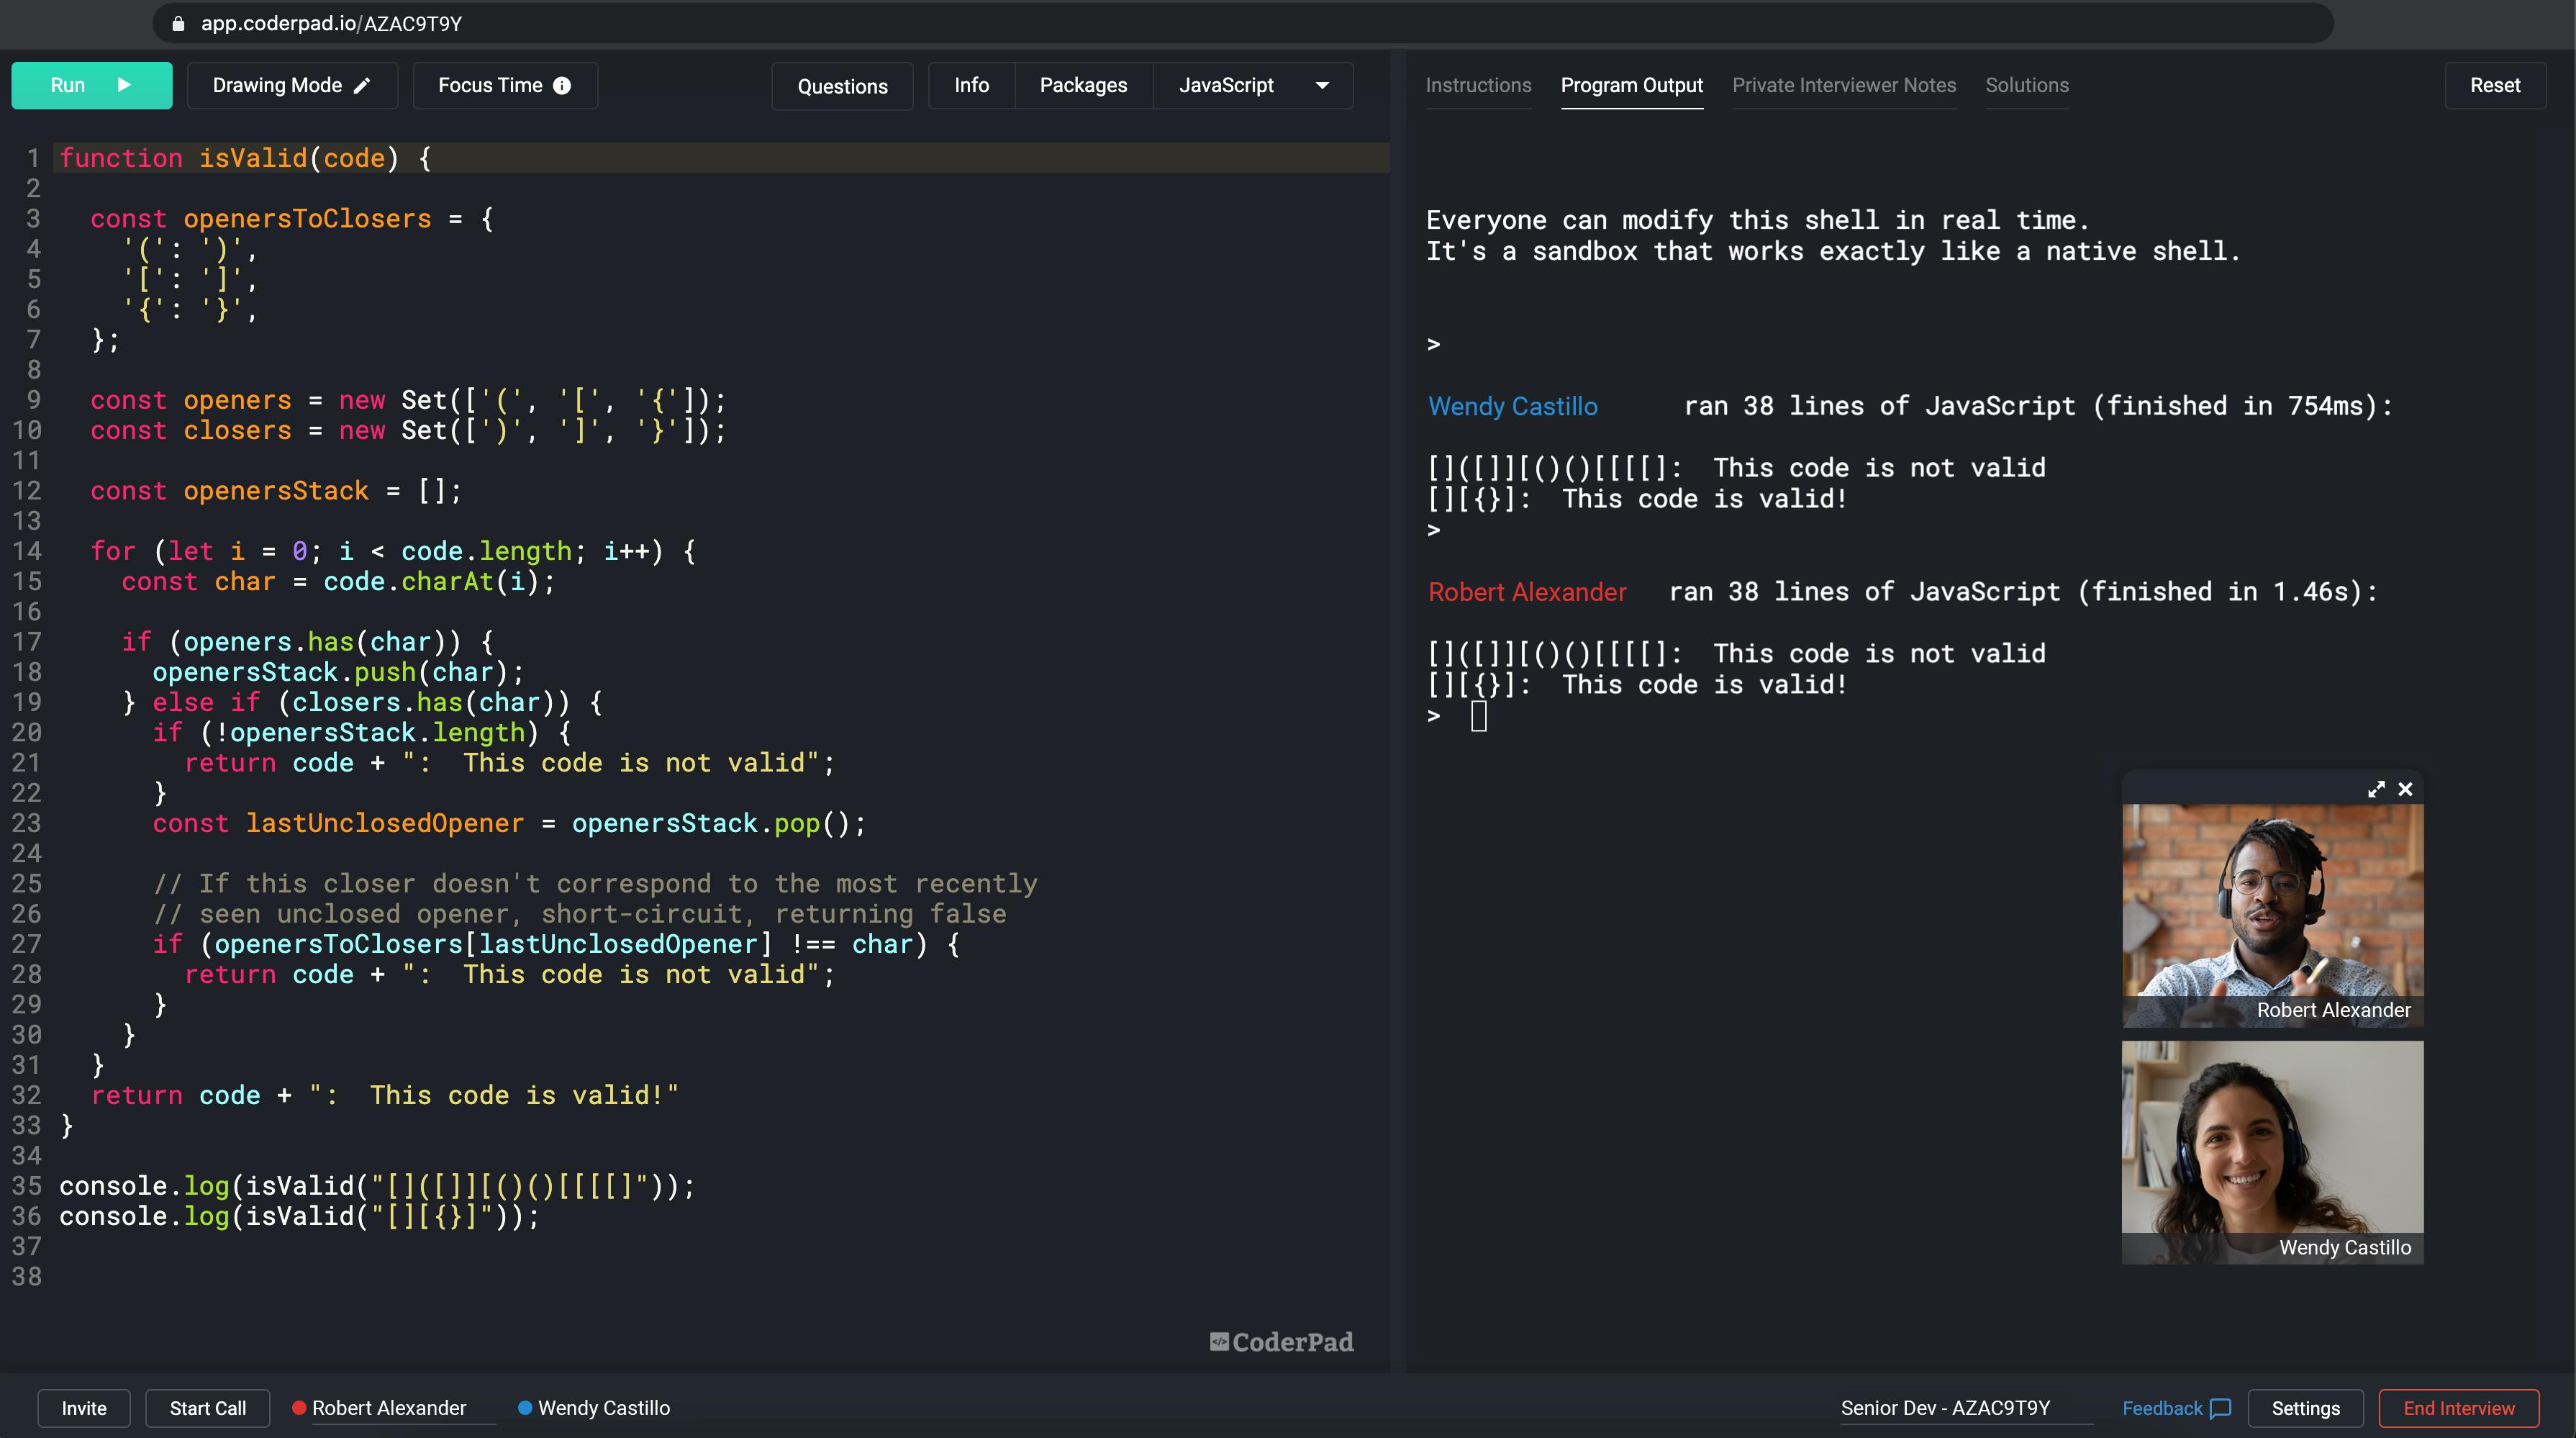 app.coderpad.io/AZAC9T9Y
Run
Drawing Mode
Focus Time
Questions
Info
Packages
JavaScript
Instructions
Program Output
Private Interviewer Notes
Solutions
Reset
1 function isValid(code) {
2
3   const openersToClosers = {
4     '(': ')',
5     '[': ']',
6     '{': '}',
7   };
8
9   const openers = new Set(['(', '[', '{']);
10   const closers = new Set([')', ']', '}']);
11
12   const openersStack = [];
13
14   for (let i = 0; i < code.length; i++) {
15     const char = code.charAt(i);
16
17     if (openers.has(char)) {
18       openersStack.push(char);
19     } else if (closers.has(char)) {
20       if (!openersStack.length) {
21         return code + ":  This code is not valid";
22       }
23       const lastUnclosedOpener = openersStack.pop();
24
25       // If this closer doesn't correspond to the most recently
26       // seen unclosed opener, short-circuit, returning false
27       if (openersToClosers[lastUnclosedOpener] !== char) {
28         return code + ":  This code is not valid";
29       }
30     }
31   }
32   return code + ":  This code is valid!"
33 }
34
35 console.log(isValid("[]([]][()()[[[[]"));
36 console.log(isValid("[][{}]"));
37
38
CoderPad
Everyone can modify this shell in real time.
It's a sandbox that works exactly like a native shell.
>
Wendy Castillo ran 38 lines of JavaScript (finished in 754ms):
[]([]][()()[[[[]:  This code is not valid
[][{}]:  This code is valid!
>
Robert Alexander ran 38 lines of JavaScript (finished in 1.46s):
[]([]][()()[[[[]:  This code is not valid
[][{}]:  This code is valid!
>
Robert Alexander
Wendy Castillo
Invite
Start Call
Robert Alexander
Wendy Castillo
Senior Dev - AZAC9T9Y
Feedback
Settings
End Interview